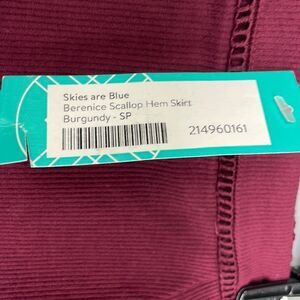 Skies are Blue
Berenice Scallop Hem Skirt
Burgundy - SP
214960161